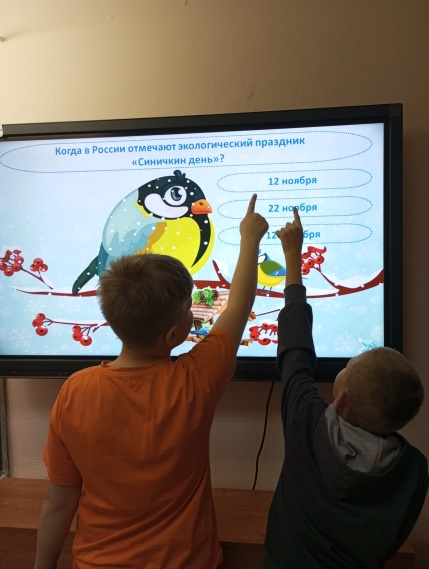 Когда в России отмечают экологический праздник
«Синичкин день»?
12 ноября
22 ноября